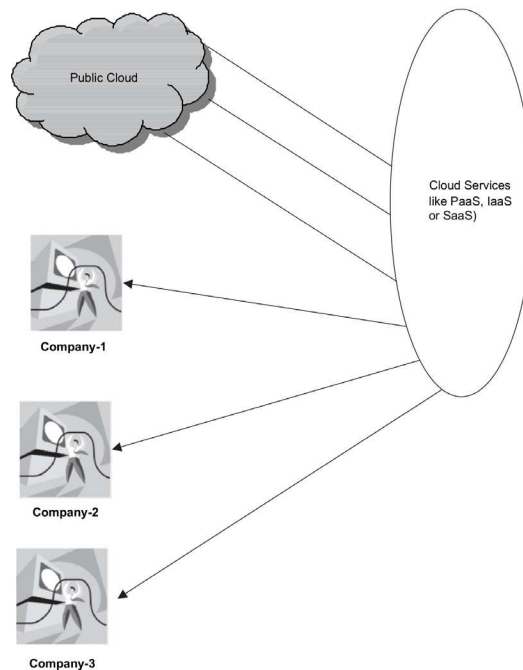 Public Cloud
Cloud Services
like PaaS, IaaS
or SaaS)
Company-1
Company-2
Company-3